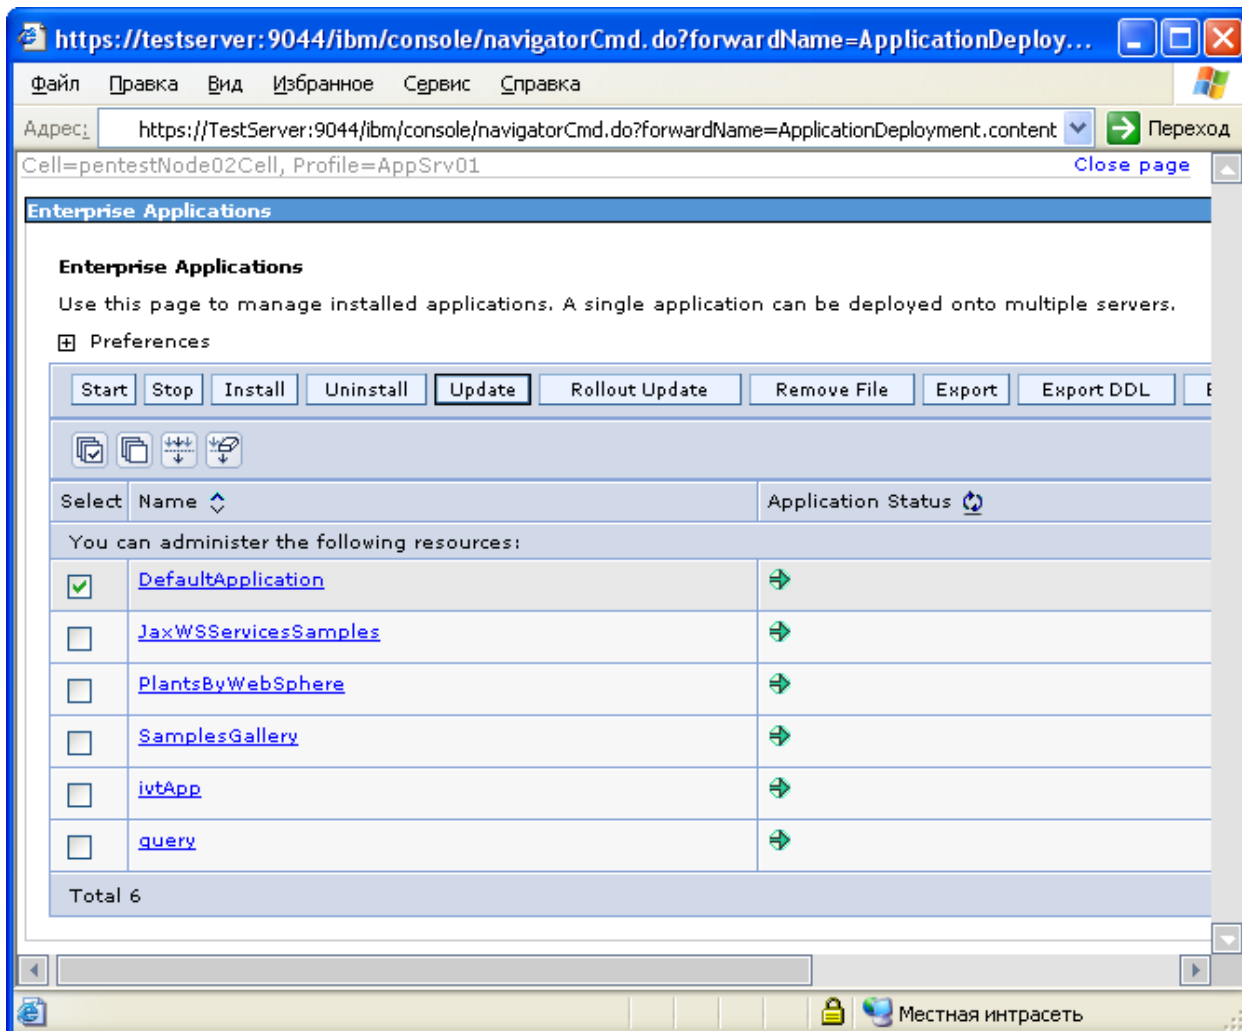 https://testserver:9044/ibm/console/navigatorCmd.do?forwardName=ApplicationDeploy...
Файл Правка Вид Избранное Сервис Справка
Адрес: https://TestServer:9044/ibm/console/navigatorCmd.do?forwardName=ApplicationDeployment.content Переход
Cell=pentestNode02Cell, Profile=AppSrv01 Close page
Enterprise Applications
Enterprise Applications
Use this page to manage installed applications. A single application can be deployed onto multiple servers.
Preferences
Start Stop Install Uninstall Update Rollout Update Remove File Export Export DDL
Select Name Application Status
You can administer the following resources:
DefaultApplication
JaxWSServicesSamples
PlantsByWebSphere
SamplesGallery
ivtApp
query
Total 6
Местная интрасеть